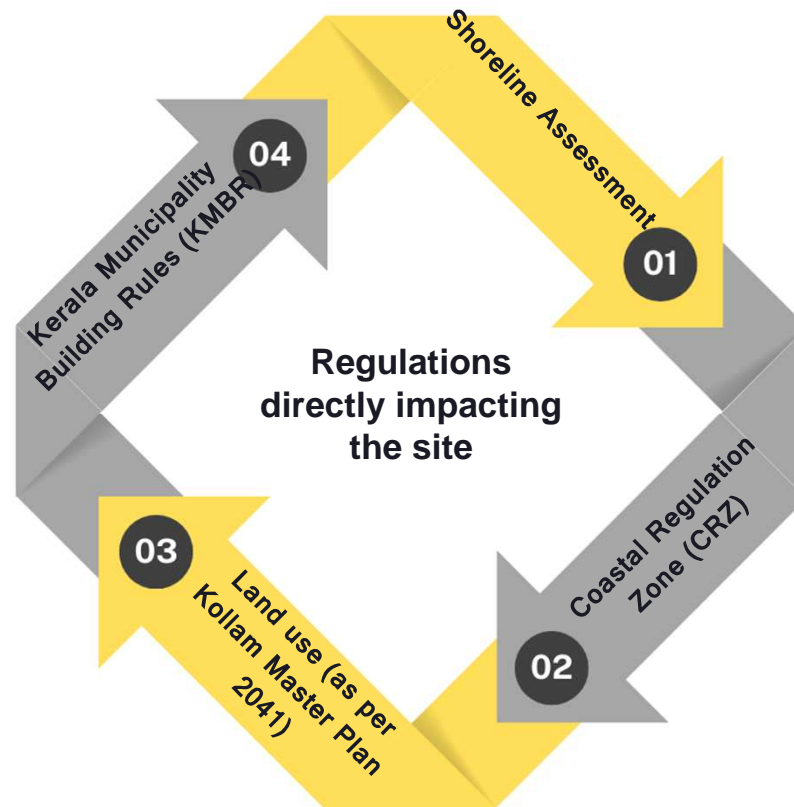 Regulations
directly impacting
the site
Shoreline Assessment
01
Coastal Regulation
Zone (CRZ)
02
Land use (as per
Kollam Master Plan
2041)
03
Kerala Municipality
Building Rules (KMBR)
04